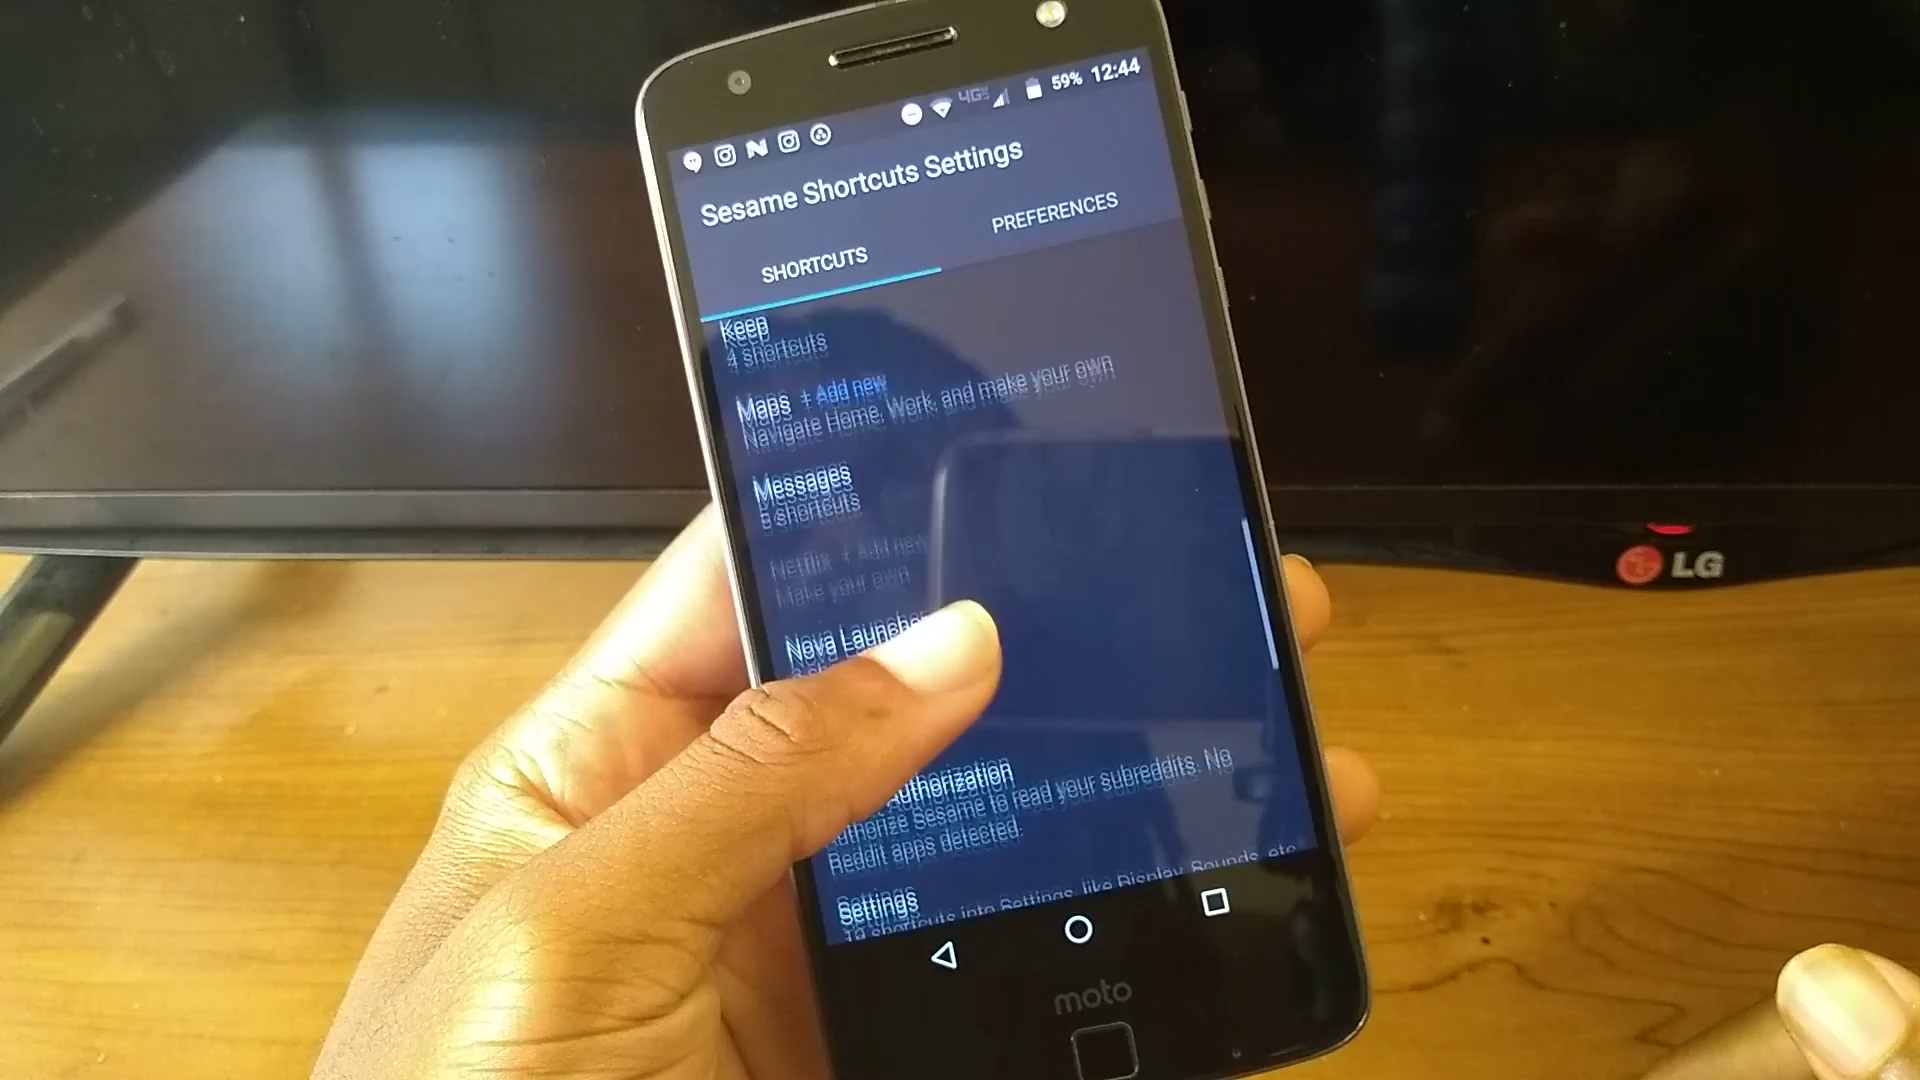 59% 12:44
Sesame Shortcuts Settings
SHORTCUTS
PREFERENCES
Keep
4 shortcuts
Maps + Add new
Navigate Home, Work, and make your own
Messages
shortcuts
Netflix + Add new
Make your own
Nova Launcher
Authorization
Authorize Sesame to read your subreddits. No
Reddit apps detected.
Settings
shortcuts into Settings, like Display, Sounds, etc
moto
LG